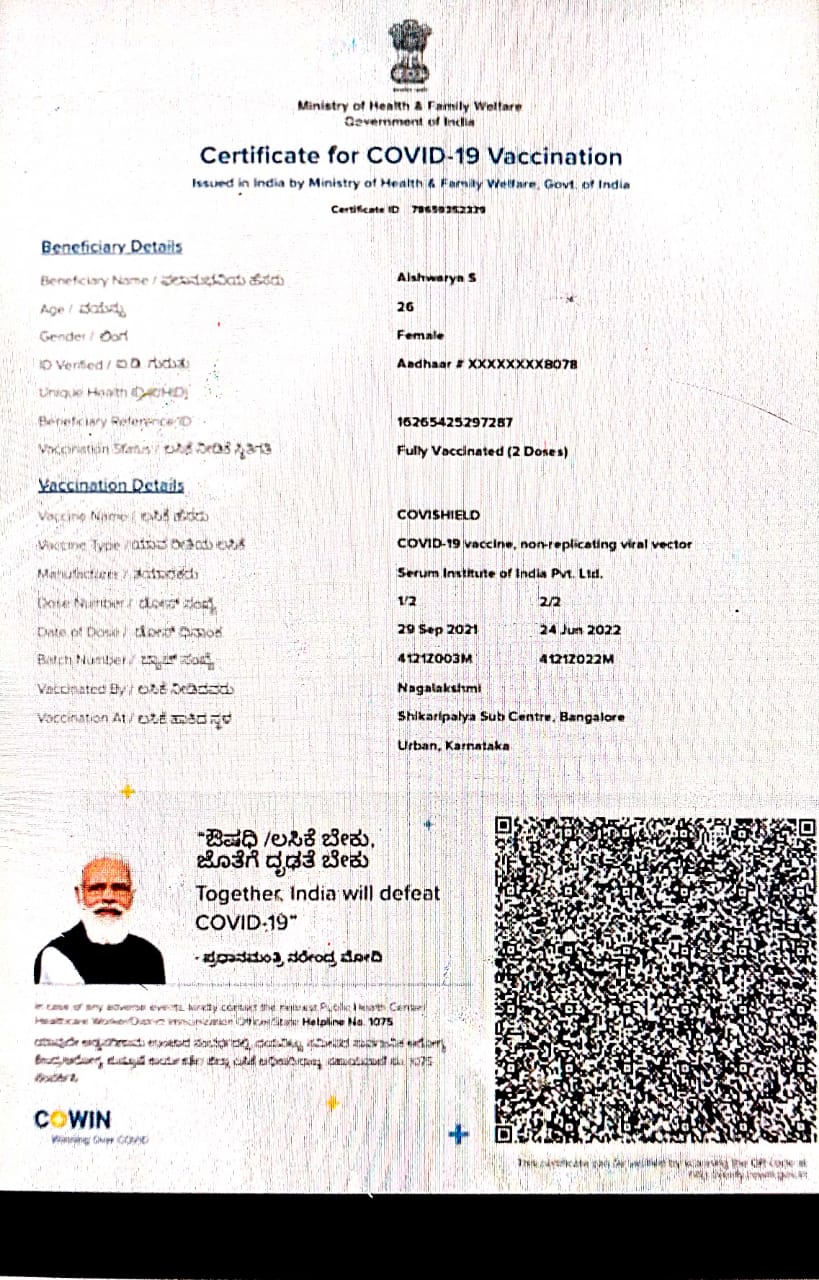 Ministry of Health & Family Welfare
Government of India
Certificate for COVID-19 Vaccination
Issued in India by Ministry of Health & Family Welfare, Govt. of India
Certificate ID 78659252339
Beneficiary Details
Beneficiary Name / ಫಲಾನುಭವಿಯ ಹೆಸರು Aishwarya S
Age / ವಯಸ್ಸು 26
Gender / ಲಿಂಗ Female
ID Verified / ಐ.ಡಿ. ಗುರುತು Aadhaar # XXXXXXXX8078
Unique Health ID (UHID)
Beneficiary Reference ID 16265425297287
Vaccination Status / ಲಸಿಕೆ ನೀಡಿಕೆ ಸ್ಥಿತಿಗತಿ Fully Vaccinated (2 Doses)
Vaccination Details
Vaccine Name / ಲಸಿಕೆ ಹೆಸರು COVISHIELD
Vaccine Type / ಯಾವ ರೀತಿಯ ಲಸಿಕೆ COVID-19 vaccine, non-replicating viral vector
Manufacturer / ತಯಾರಕರು Serum Institute of India Pvt. Ltd.
Dose Number / ಡೋಸ್ ಸಂಖ್ಯೆ 1/2 2/2
Date of Dose / ಡೋಸ್ ದಿನಾಂಕ 29 Sep 2021 24 Jun 2022
Batch Number / ಬ್ಯಾಚ್ ಸಂಖ್ಯೆ 4121Z003M 4121Z022M
Vaccinated By / ಲಸಿಕೆ ನೀಡಿದವರು Nagalakshmi
Vaccination At / ಲಸಿಕೆ ಹಾಕಿದ ಸ್ಥಳ Shikaripalya Sub Centre, Bangalore
Urban, Karnataka
"ಔಷಧಿ /ಲಸಿಕೆ ಬೇಕು,
ಜೊತೆಗೆ ದೃಢತೆ ಬೇಕು
Together, India will defeat
COVID-19"
- ಪ್ರಧಾನಮಂತ್ರಿ ನರೇಂದ್ರ ಮೋದಿ
In case of any adverse events, kindly contact the nearest Public Health Center/
Healthcare Worker/District Immunization Officer/State Helpline No. 1075
1075
COWIN
Winning Over COVID
This certificate can be verified by scanning the QR code at